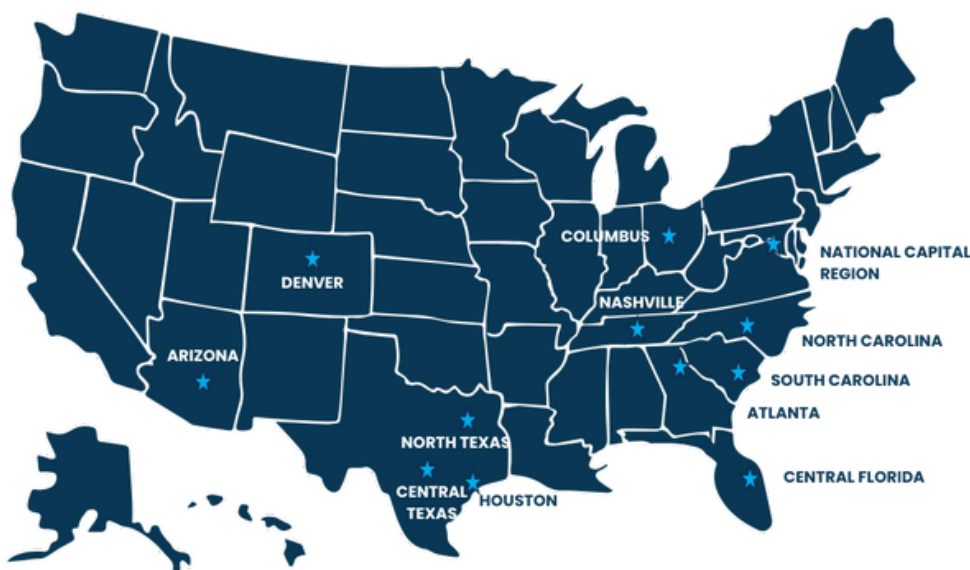 COLUMBUS
NATIONAL CAPITAL
REGION
DENVER
NASHVILLE
NORTH CAROLINA
ARIZONA
SOUTH CAROLINA
ATLANTA
NORTH TEXAS
CENTRAL FLORIDA
CENTRAL
TEXAS
HOUSTON